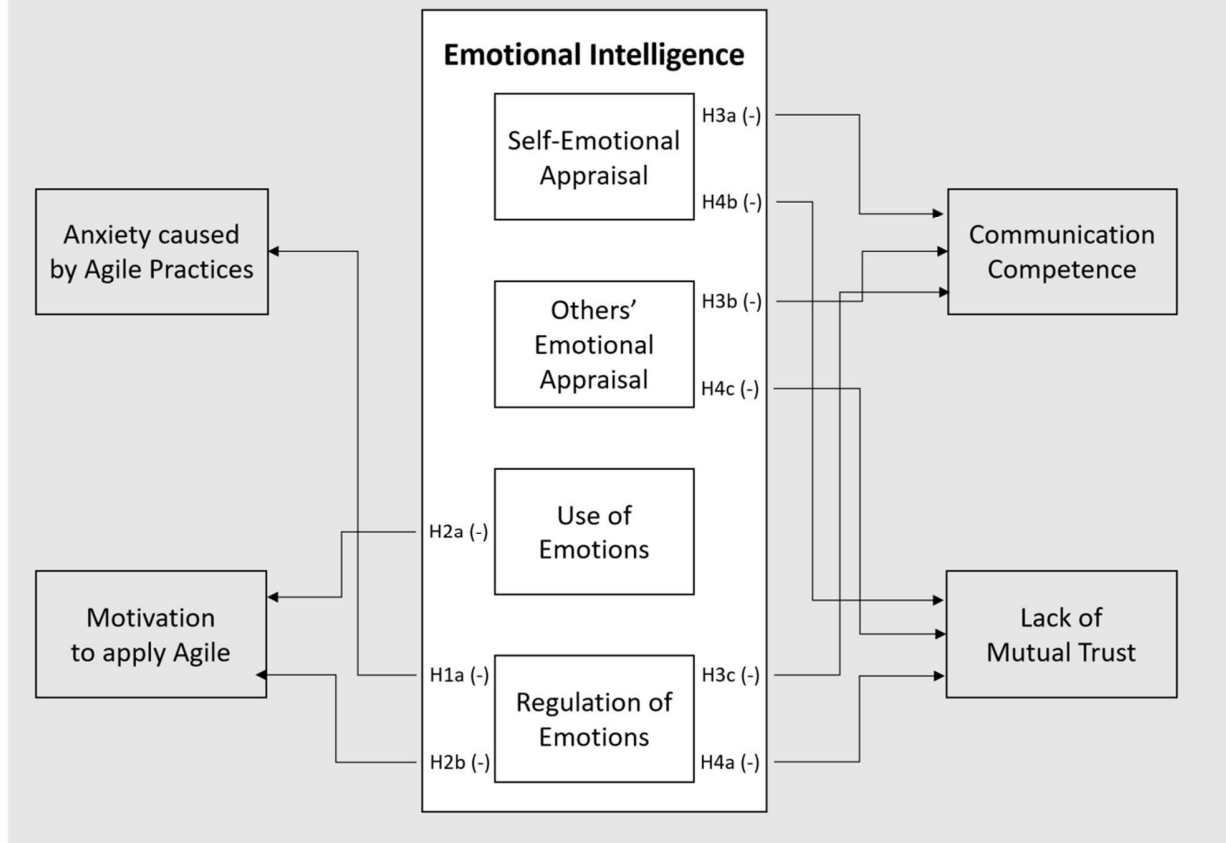 Emotional Intelligence
Self-Emotional
Appraisal
H3a (-)
H4b (-)
Anxiety caused
by Agile Practices
Communication
Competence
Others’
Emotional
Appraisal
H3b (-)
H4c (-)
H2a (-)
Use of
Emotions
Motivation
to apply Agile
Lack of
Mutual Trust
H1a (-)
H2b (-)
Regulation of
Emotions
H3c (-)
H4a (-)